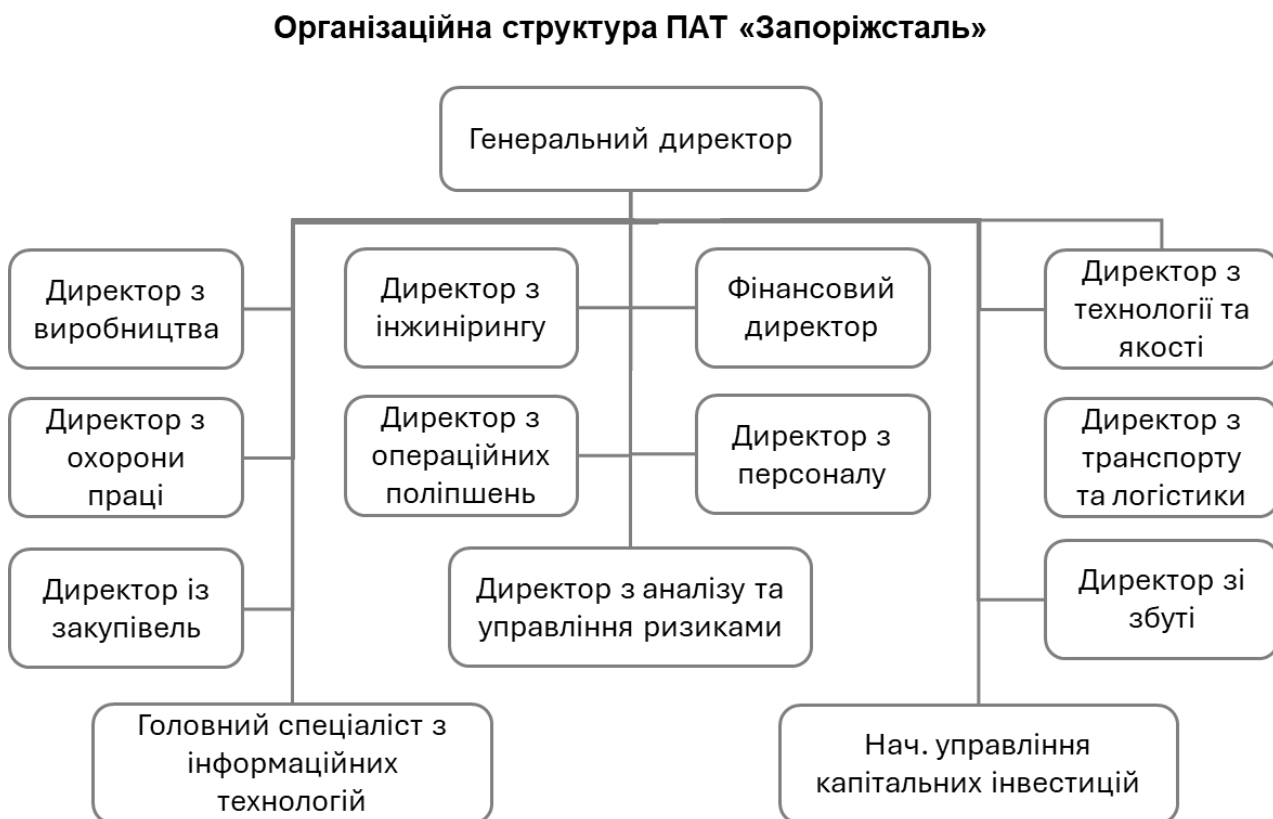 Організаційна структура ПАТ «Запоріжсталь»
Генеральний директор
Директор з
виробництва
Директор з
інжинірингу
Фінансовий
директор
Директор з
технології та
якості
Директор з
охорони
праці
Директор з
операційних
поліпшень
Директор з
персоналу
Директор з
транспорту
та логістики
Директор із
закупівель
Директор з аналізу та
управління ризиками
Директор зі
збуті
Головний спеціаліст з
інформаційних
технологій
Нач. управління
капітальних інвестицій